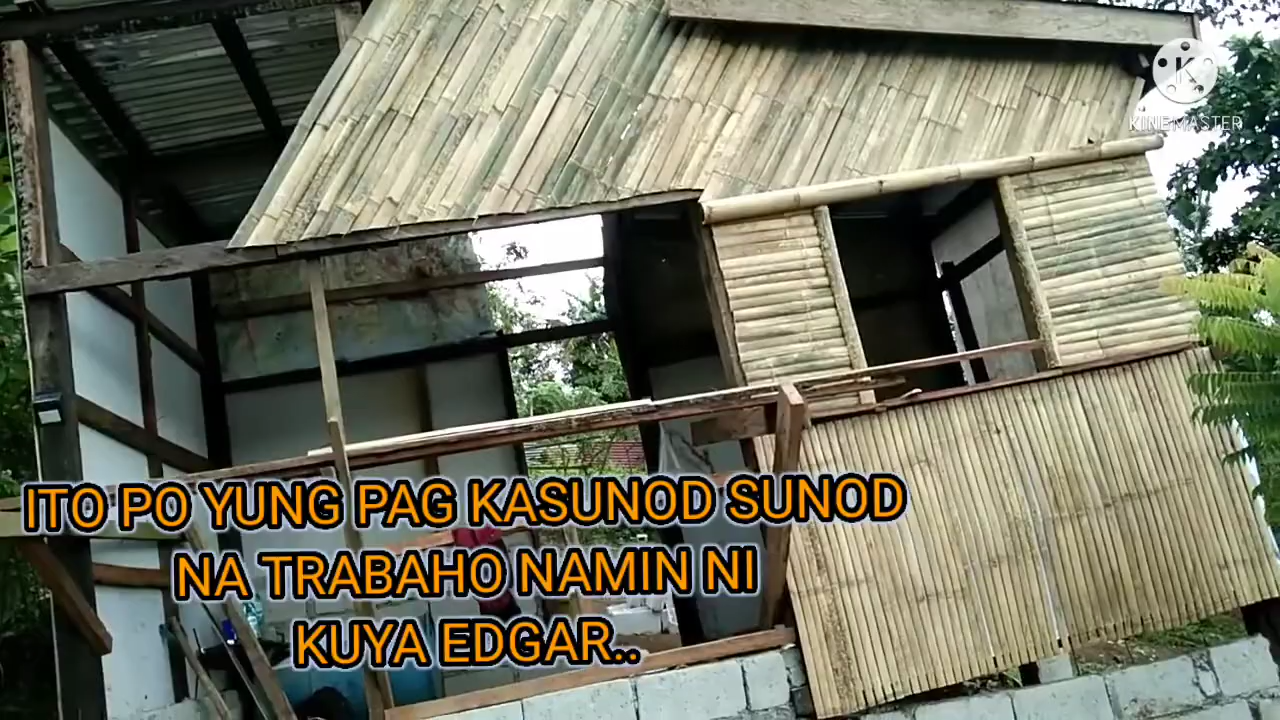 K
KINEMASTER
ITO PO YUNG PAG KASUNOD SUNOD
NA TRABAHO NAMIN NI
KUYA EDGAR..